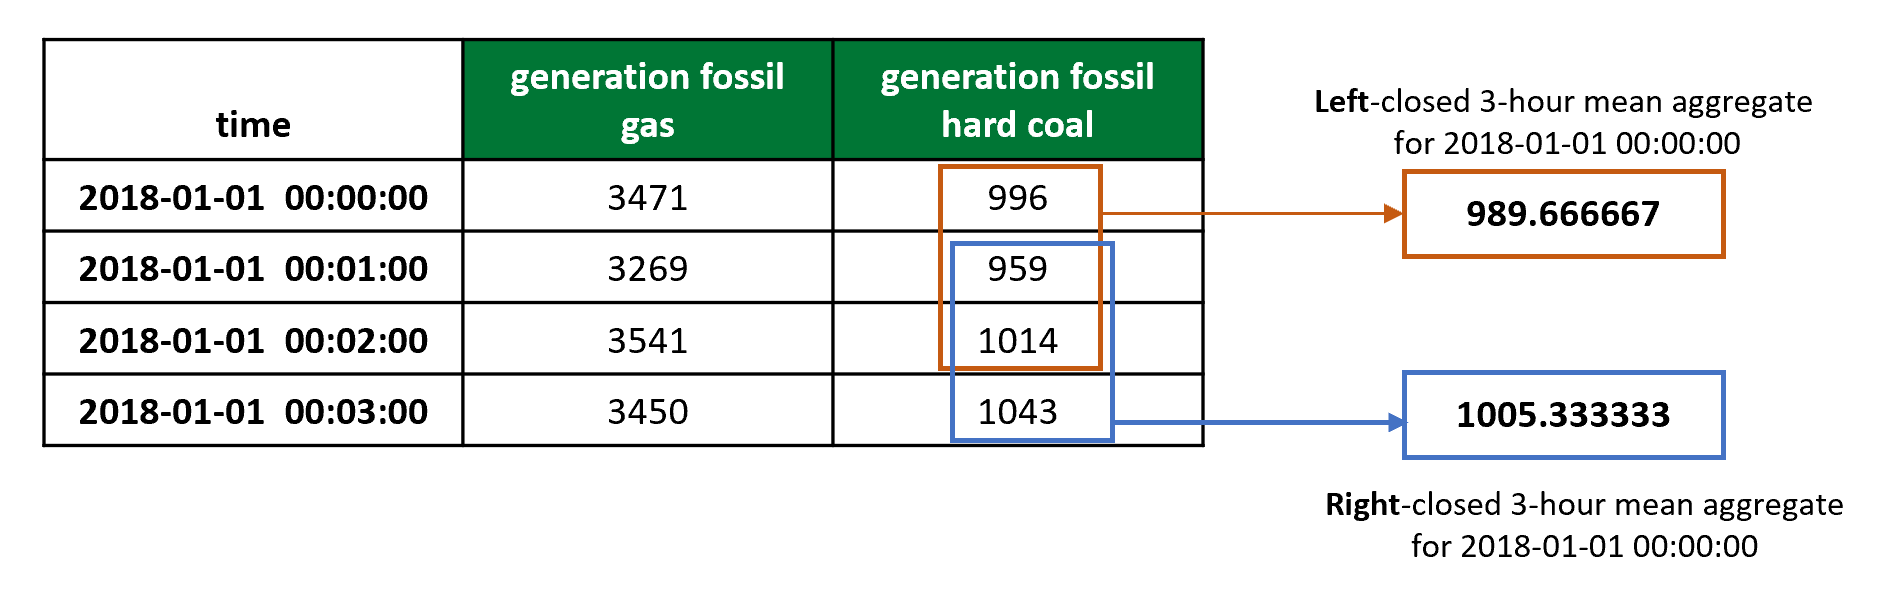 time
generation fossil
gas
generation fossil
hard coal
2018-01-01 00:00:00 3471 996
2018-01-01 00:01:00 3269 959
2018-01-01 00:02:00 3541 1014
2018-01-01 00:03:00 3450 1043
Left-closed 3-hour mean aggregate
for 2018-01-01 00:00:00
989.666667
1005.333333
Right-closed 3-hour mean aggregate
for 2018-01-01 00:00:00